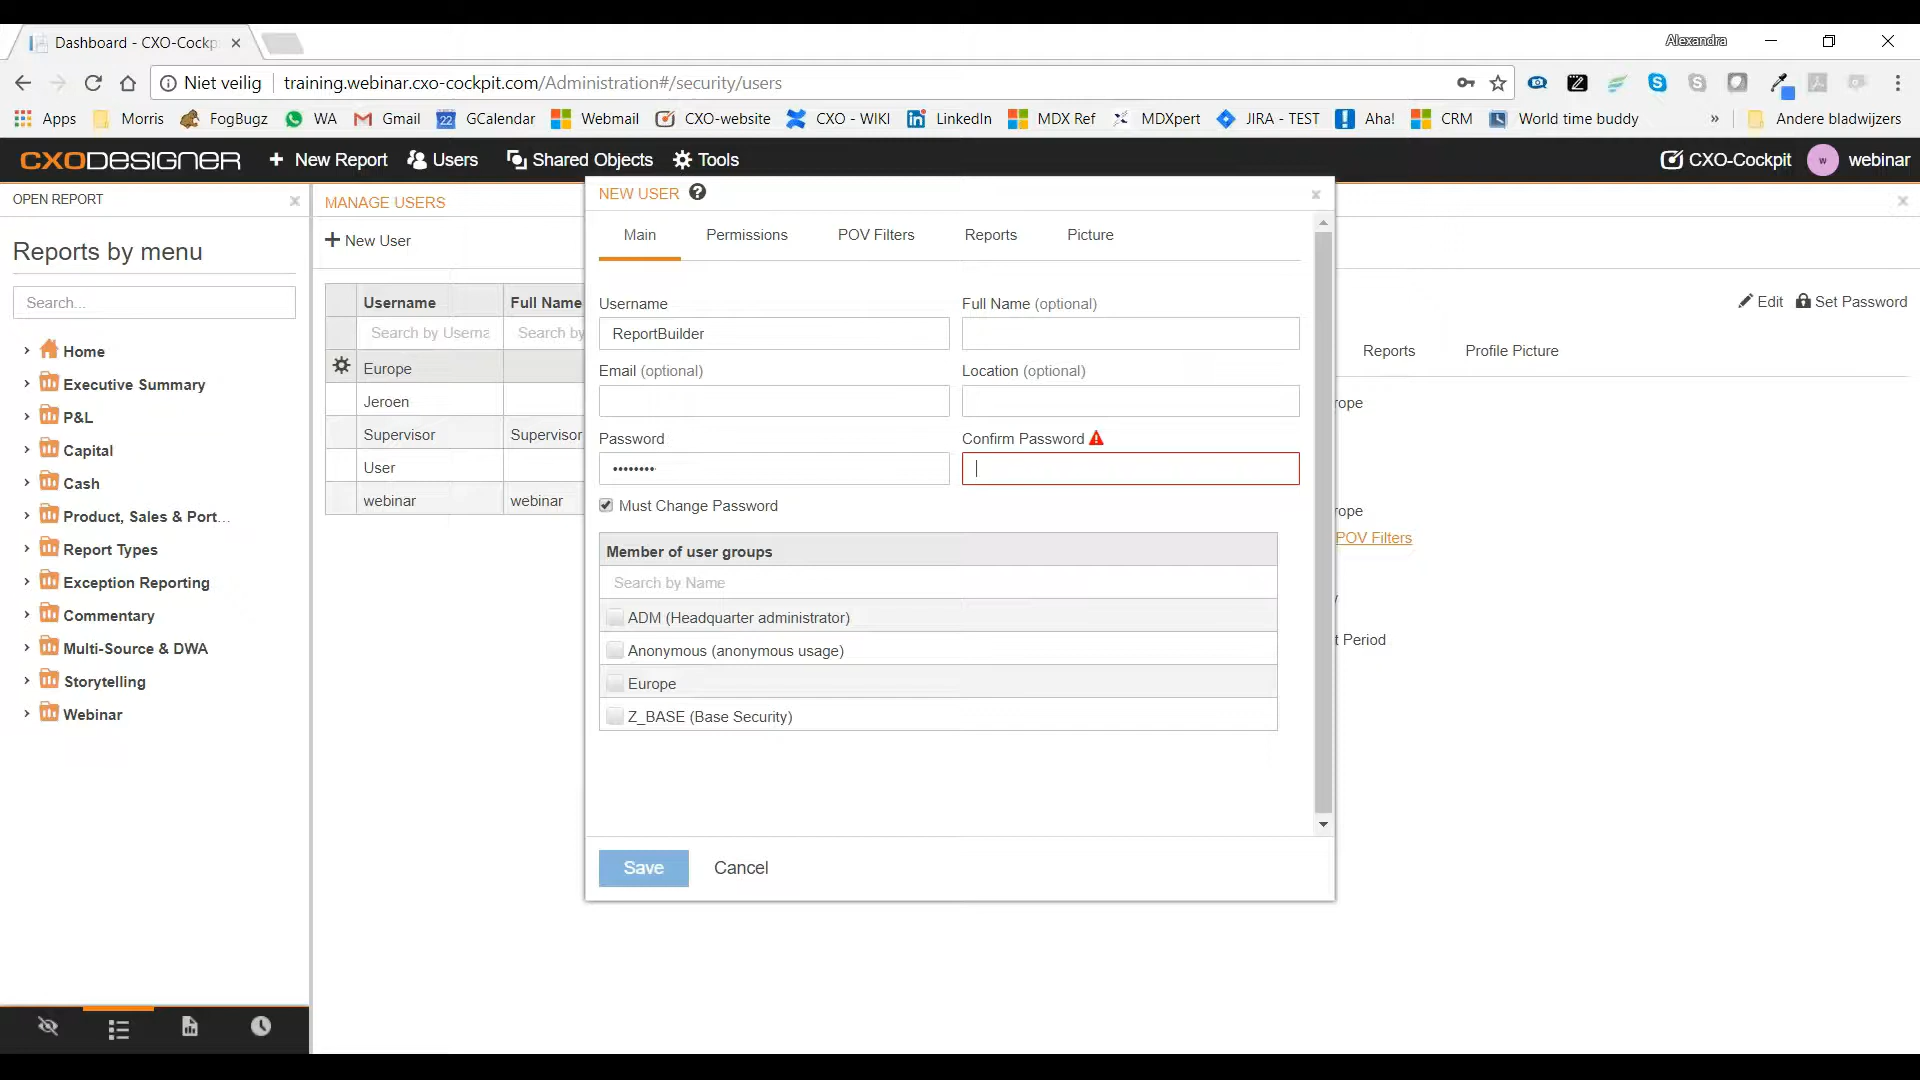 Dashboard - CXO-Cockp
Alexandra
Niet veilig training.webinar.cxo-cockpit.com/Administration#/security/users
Apps Morris FogBugz WA Gmail 22 GCalendar Webmail CXO-website CXO - WIKI LinkedIn MDX Ref MDXpert JIRA - TEST Aha! CRM World time buddy » Andere bladwijzers
CXODESIGNER + New Report Users Shared Objects Tools CXO-Cockpit w webinar
OPEN REPORT
Reports by menu
Search...
Home
Executive Summary
P&L
Capital
Cash
Product, Sales & Port...
Report Types
Exception Reporting
Commentary
Multi-Source & DWA
Storytelling
Webinar
MANAGE USERS
+ New User
Username Full Name
Search by Userna Search by
Europe
Jeroen
Supervisor Supervisor
User
webinar webinar
NEW USER ?
Main Permissions POV Filters Reports Picture
Username Full Name (optional)
ReportBuilder
Email (optional) Location (optional)
Password Confirm Password
••••••••
Must Change Password
Member of user groups
Search by Name
ADM (Headquarter administrator)
Anonymous (anonymous usage)
Europe
Z_BASE (Base Security)
Save Cancel
Edit Set Password
Reports Profile Picture
rope
rope
POV Filters
t Period